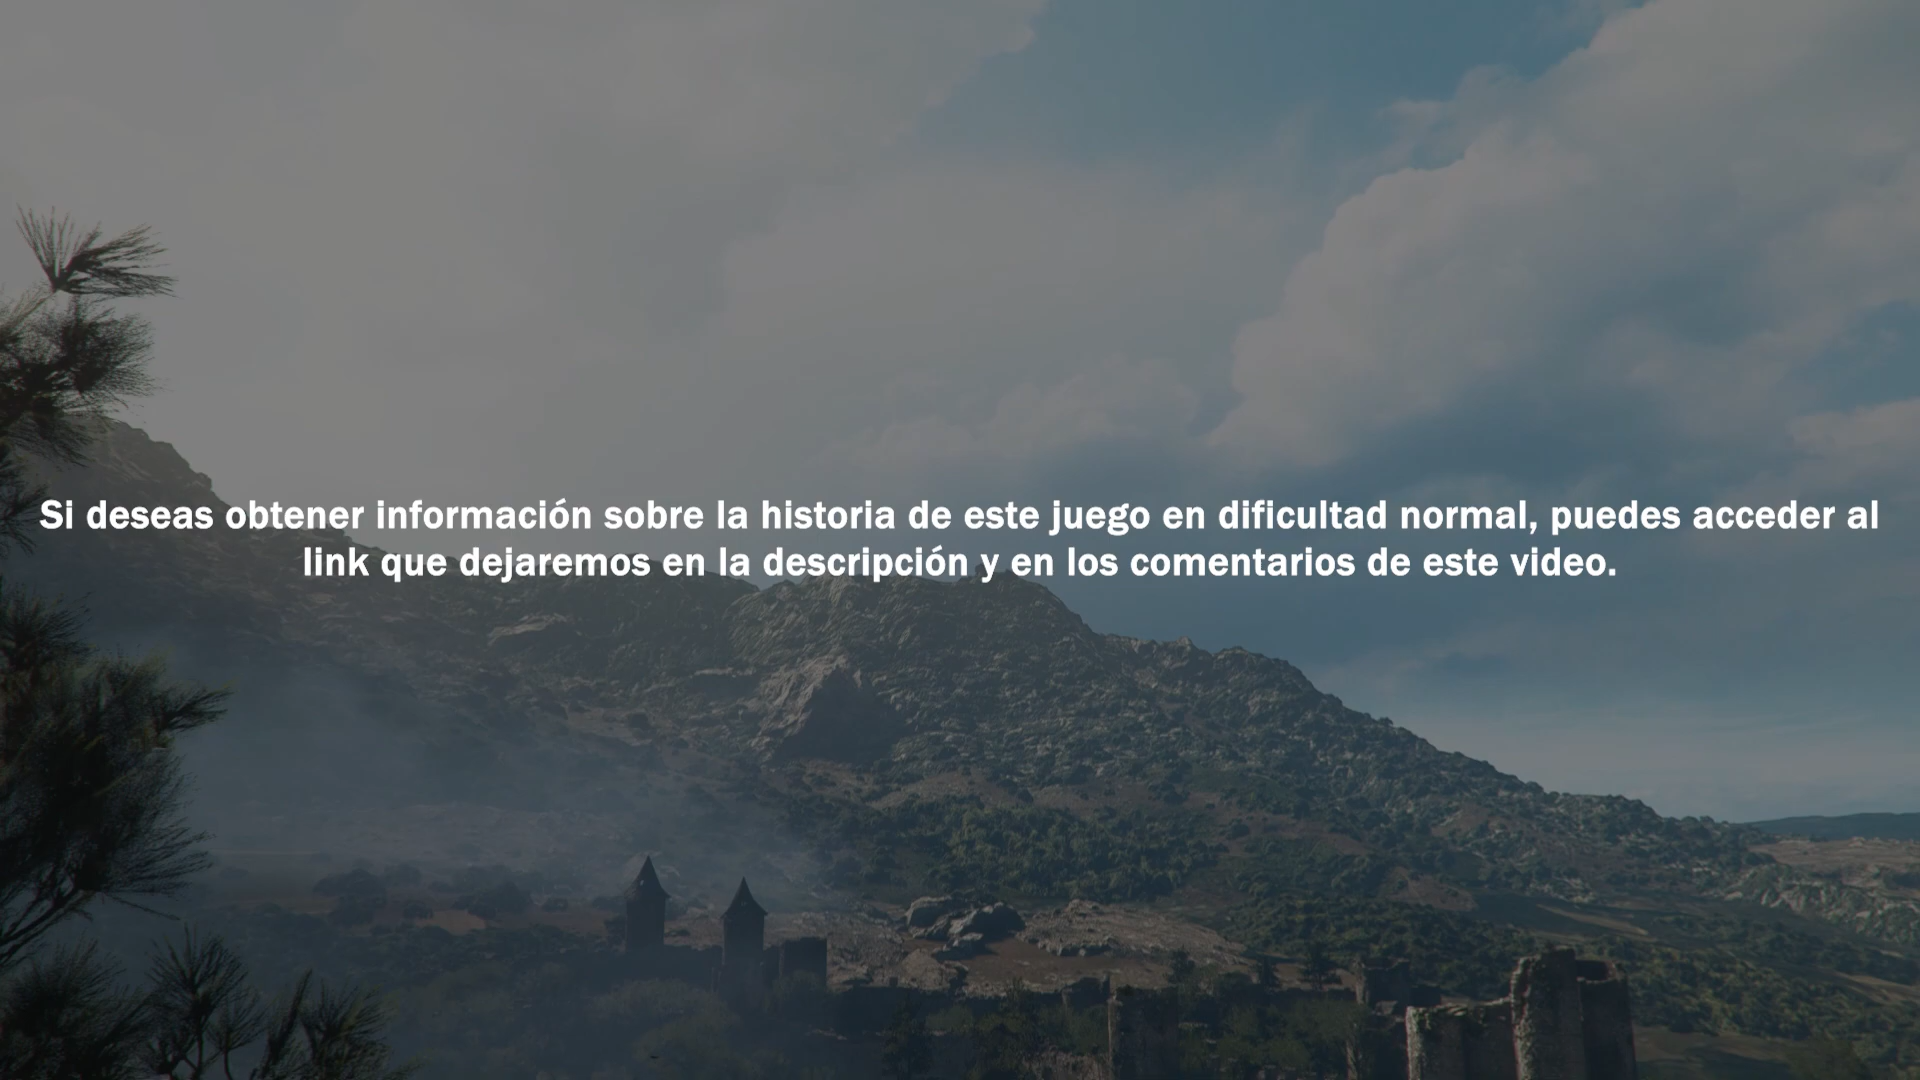 Si deseas obtener información sobre la historia de este juego en dificultad normal, puedes acceder al
link que dejaremos en la descripción y en los comentarios de este video.